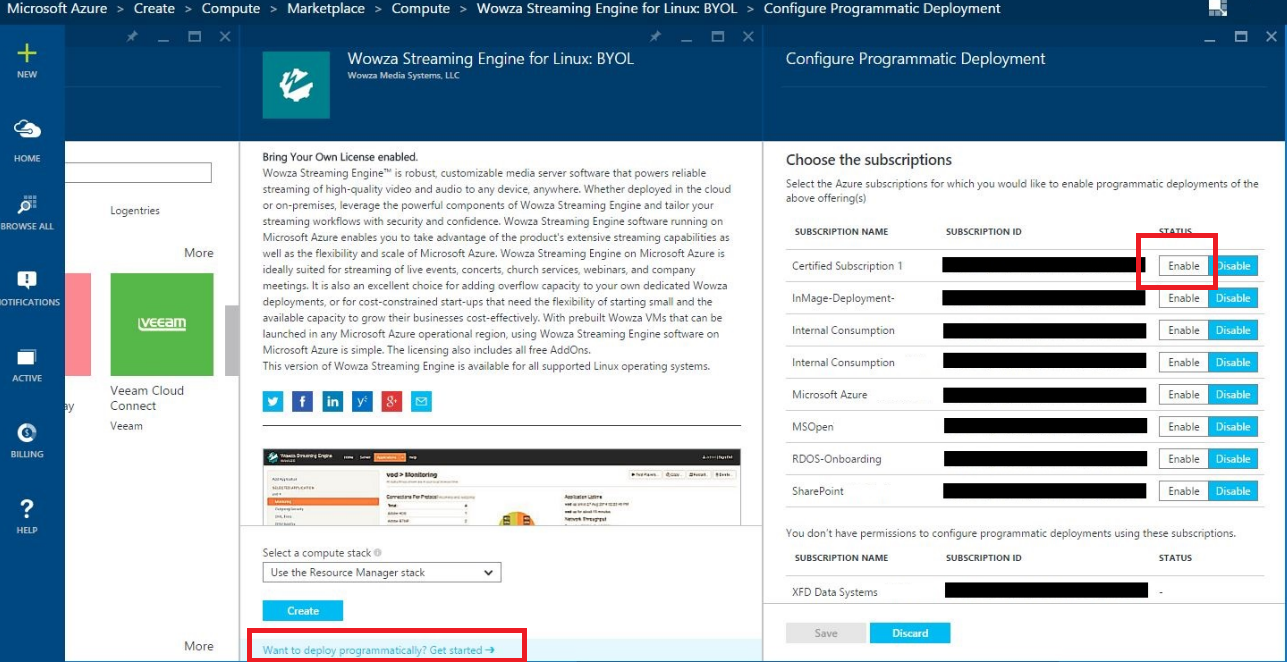 Microsoft Azure > Create > Compute > Marketplace > Compute > Wowza Streaming Engine for Linux: BYOL > Configure Programmatic Deployment
NEW
HOME
BROWSE ALL
NOTIFICATIONS
ACTIVE
BILLING
HELP
Logentries
More
veeam
Veeam Cloud
Connect
Veeam
More
Wowza Streaming Engine for Linux: BYOL
Wowza Media Systems, LLC
Bring Your Own License enabled.
Wowza Streaming Engine™ is robust, customizable media server software that powers reliable
streaming of high-quality video and audio to any device, anywhere. Whether deployed in the cloud
or on-premises, leverage the powerful components of Wowza Streaming Engine and tailor your
streaming workflows with security and confidence. Wowza Streaming Engine software running on
Microsoft Azure enables you to take advantage of the product's extensive streaming capabilities as
well as the flexibility and scale of Microsoft Azure. Wowza Streaming Engine on Microsoft Azure is
ideally suited for streaming of live events, concerts, church services, webinars, and company
meetings. It is also an excellent choice for adding overflow capacity to your own dedicated Wowza
deployments, or for cost-constrained start-ups that need the flexibility of starting small and the
available capacity to grow their businesses cost-effectively. With prebuilt Wowza VMs that can be
launched in any Microsoft Azure operational region, using Wowza Streaming Engine software on
Microsoft Azure is simple. The licensing also includes all free AddOns.
This version of Wowza Streaming Engine is available for all supported Linux operating systems.
Wowza Streaming Engine
vod > Monitoring
Connections Per Protocol
Application Uptime
Network Throughput
Select a compute stack
Use the Resource Manager stack
Create
Want to deploy programmatically? Get started →
Configure Programmatic Deployment
Choose the subscriptions
Select the Azure subscriptions for which you would like to enable programmatic deployments of the
above offering(s)
SUBSCRIPTION NAME SUBSCRIPTION ID STATUS
Certified Subscription 1 Enable Disable
InMage-Deployment- Enable Disable
Internal Consumption Enable Disable
Internal Consumption Enable Disable
Microsoft Azure Enable Disable
MSOpen Enable Disable
RDOS-Onboarding Enable Disable
SharePoint Enable Disable
You don't have permissions to configure programmatic deployments using these subscriptions.
SUBSCRIPTION NAME SUBSCRIPTION ID STATUS
XFD Data Systems -
Save Discard